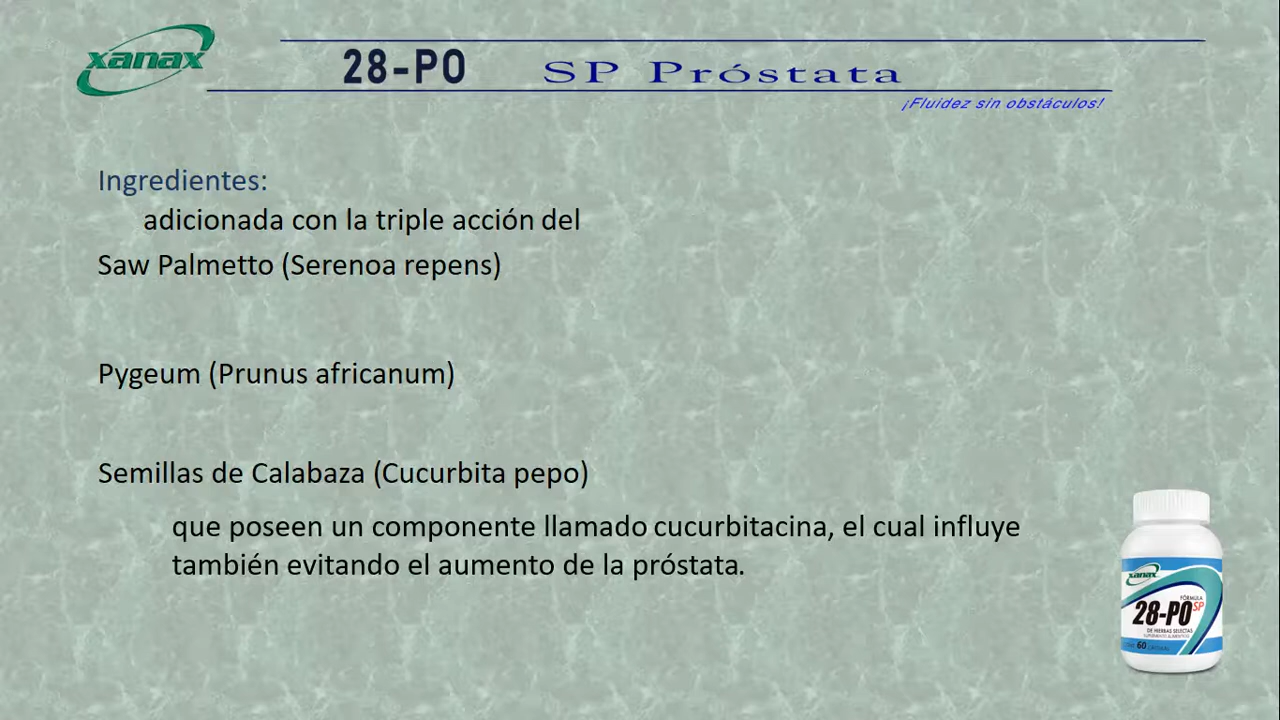 xanax
28-PO SP Próstata
¡Fluidez sin obstáculos!
Ingredientes:
adicionada con la triple acción del
Saw Palmetto (Serenoa repens)
Pygeum (Prunus africanum)
Semillas de Calabaza (Cucurbita pepo)
que poseen un componente llamado cucurbitacina, el cual influye
también evitando el aumento de la próstata.
xanax
FÓRMULA
28-PO SP
DE HIERBAS SELECTAS
SUPLEMENTO ALIMENTICIO
60